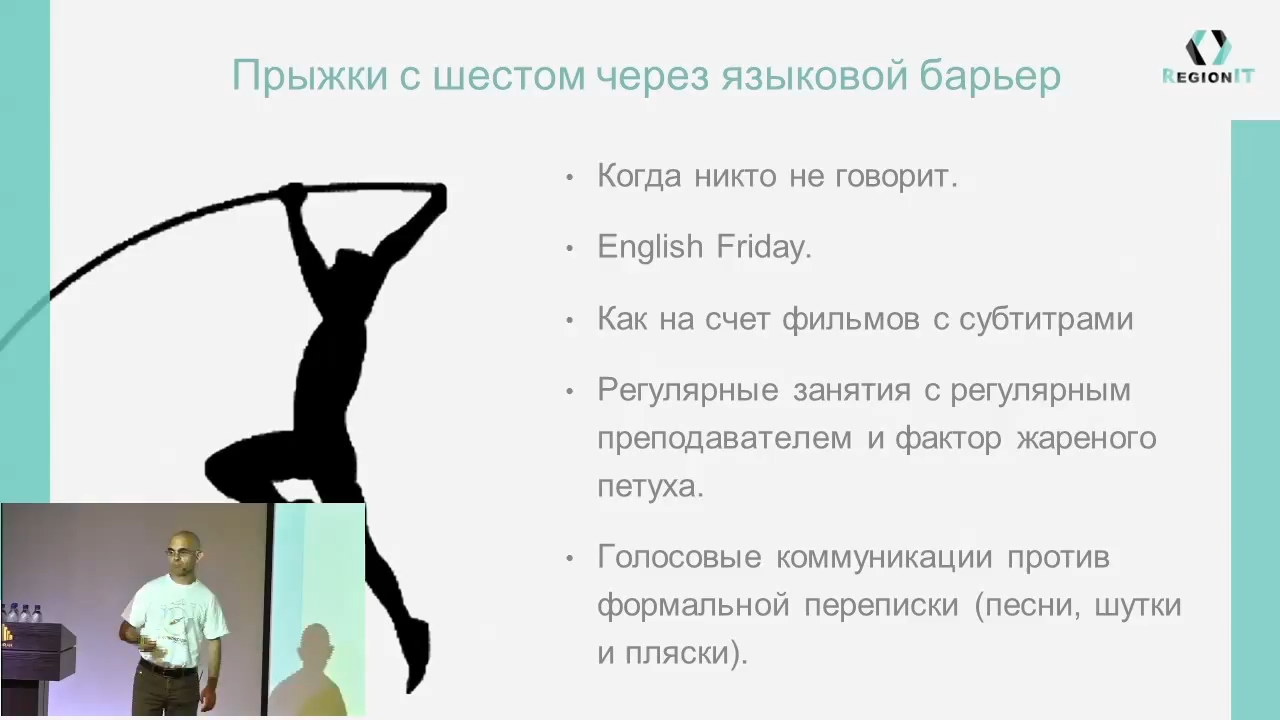 Прыжки с шестом через языковой барьер
REGIONIT
• Когда никто не говорит.
• English Friday.
• Как на счет фильмов с субтитрами
• Регулярные занятия с регулярным
преподавателем и фактор жареного
петуха.
• Голосовые коммуникации против
формальной переписки (песни, шутки
и пляски).